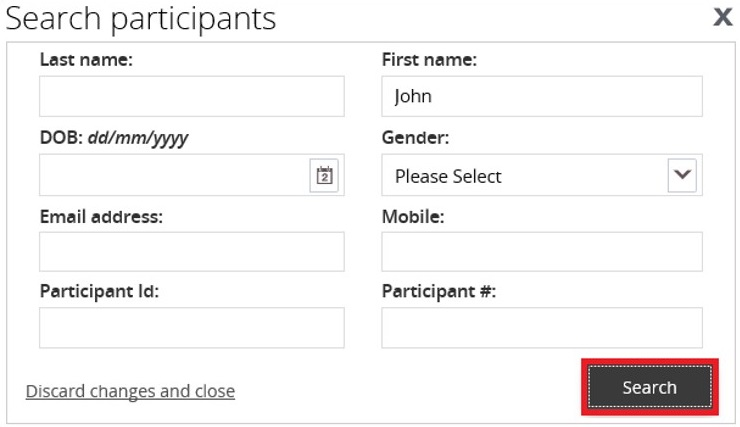 Search participants X
Last name: First name:
John
DOB: dd/mm/yyyy Gender:
2 Please Select
Email address: Mobile:
Participant Id: Participant #:
Discard changes and close Search